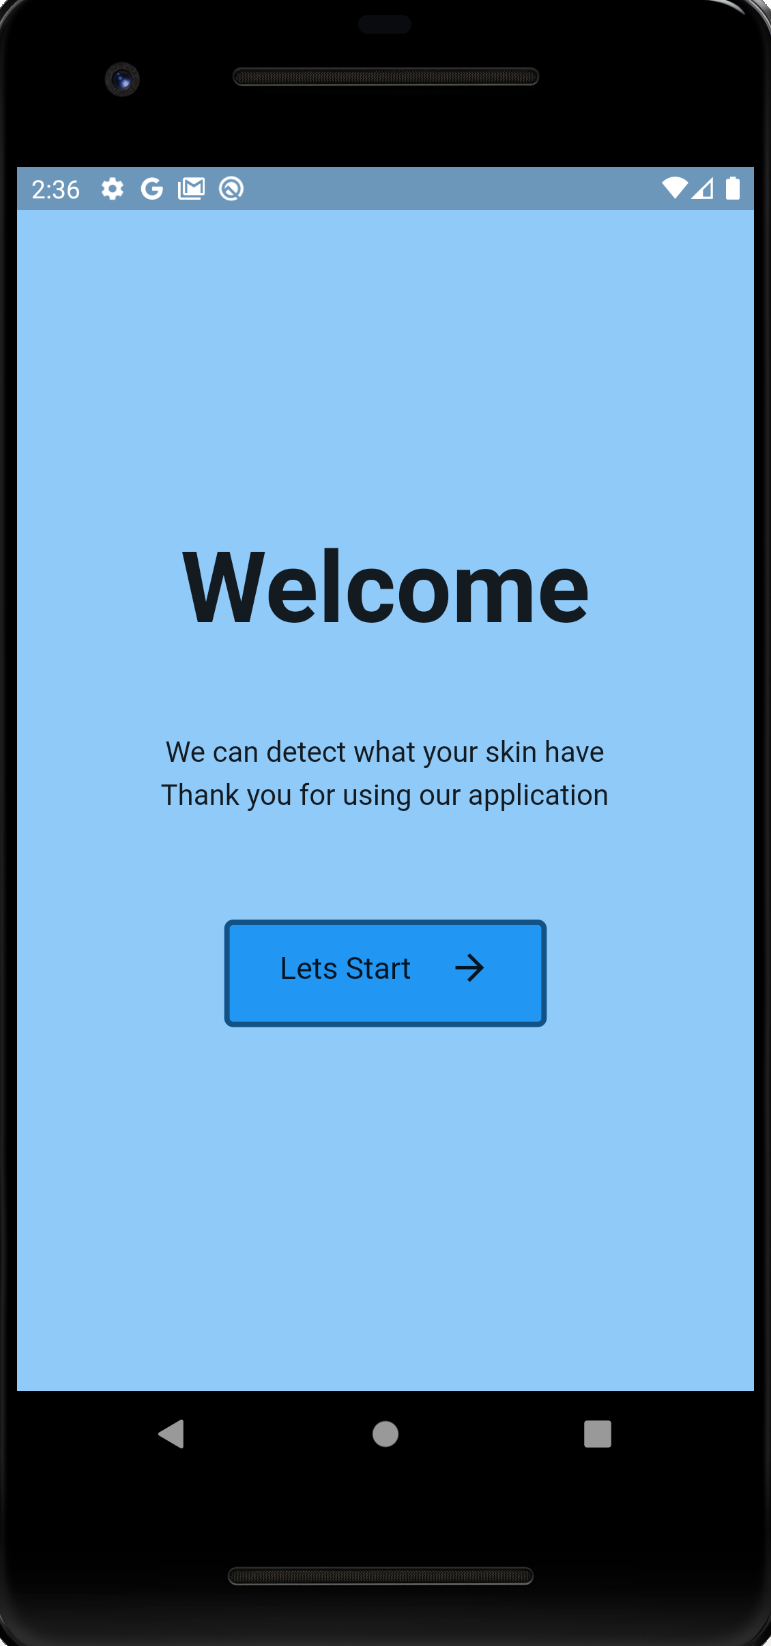 2:36
Welcome
We can detect what your skin have
Thank you for using our application
Lets Start